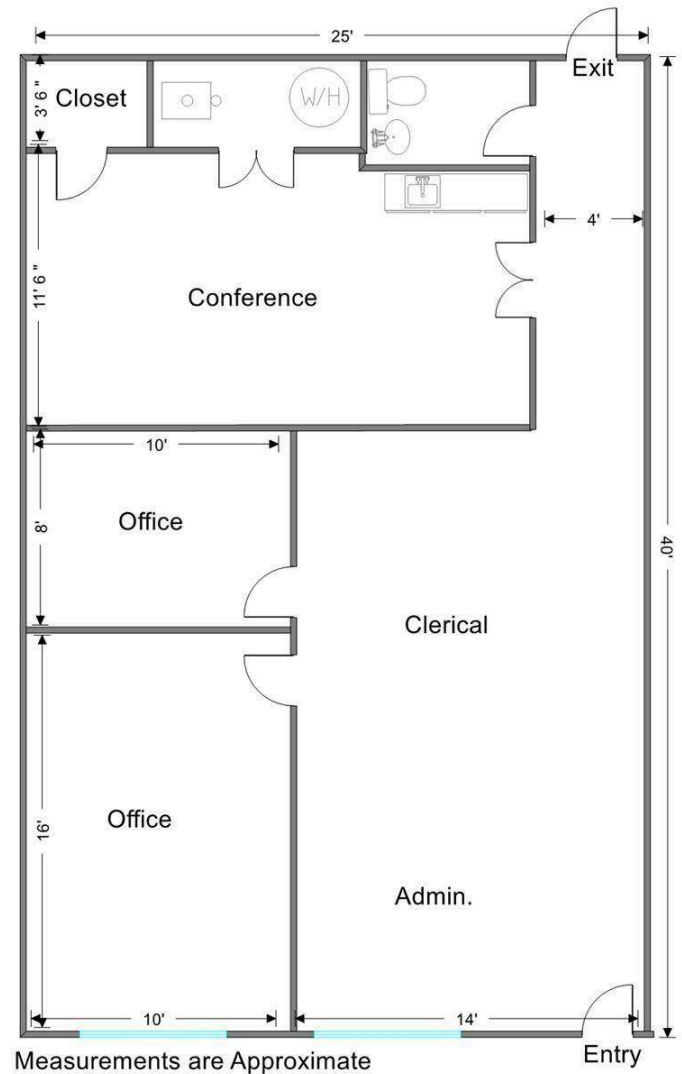 25'
Exit
3' 6 "
Closet
W/H
4'
11' 6 "
Conference
10'
8'
Office
40'
Clerical
16'
Office
Admin.
10'
14'
Entry
Measurements are Approximate